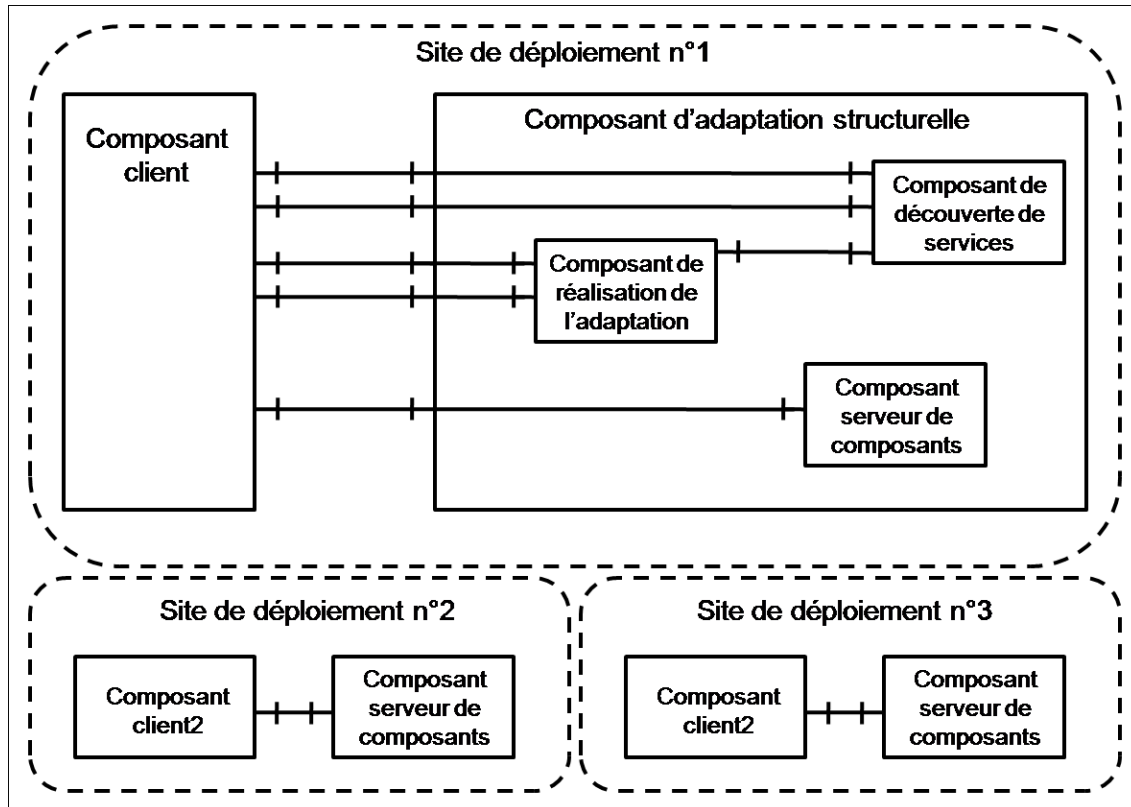 Site de déploiement n°1
Composant
client
Composant d'adaptation structurelle
Composant de
découverte de
services
Composant de
réalisation de
l'adaptation
Composant
serveur de
composants
Site de déploiement n°2
Composant
client2
Composant
serveur de
composants
Site de déploiement n°3
Composant
client2
Composant
serveur de
composants